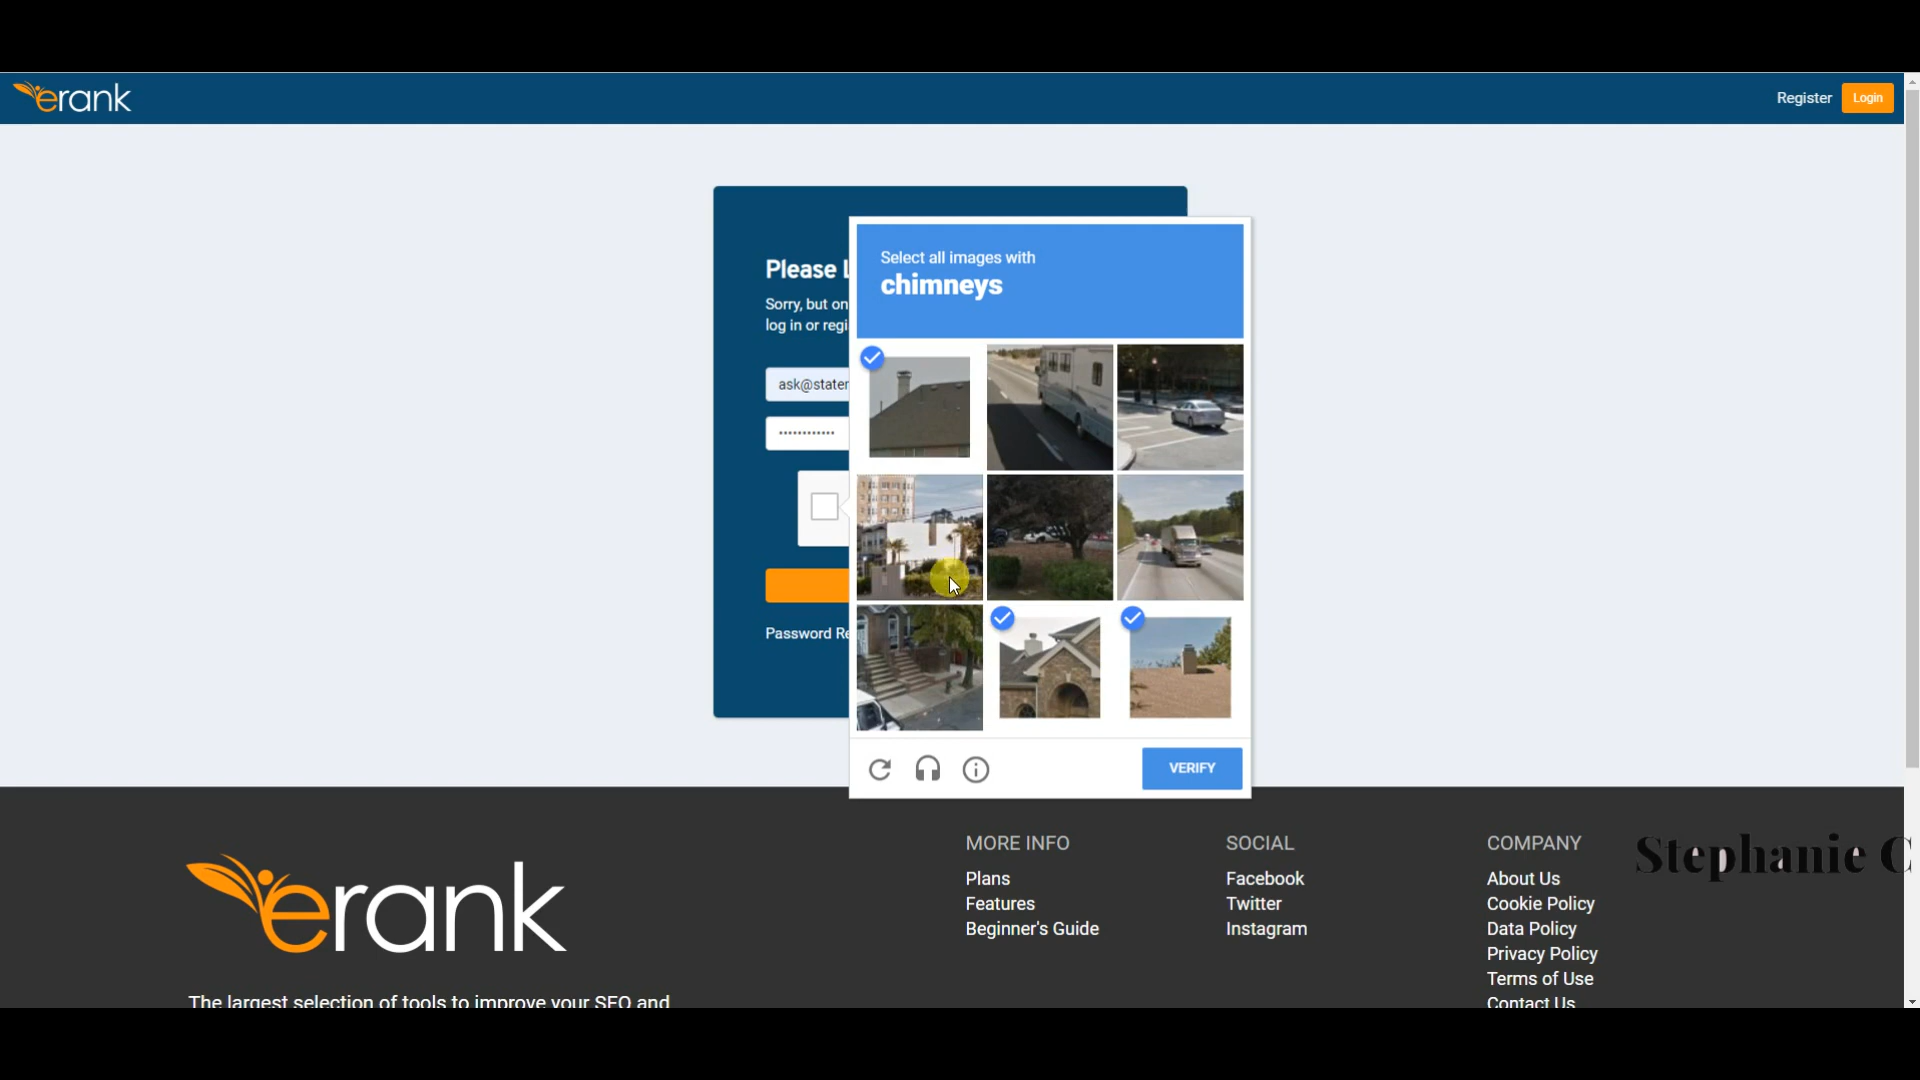 erank
Register
Login
Please L
Sorry, but on
log in or regi
ask@stater
Password Re
Select all images with
chimneys
VERIFY
erank
The largest selection of tools to improve your SEO and
MORE INFO
Plans
Features
Beginner's Guide
SOCIAL
Facebook
Twitter
Instagram
COMPANY
About Us
Cookie Policy
Data Policy
Privacy Policy
Terms of Use
Contact Us
Stephanie C